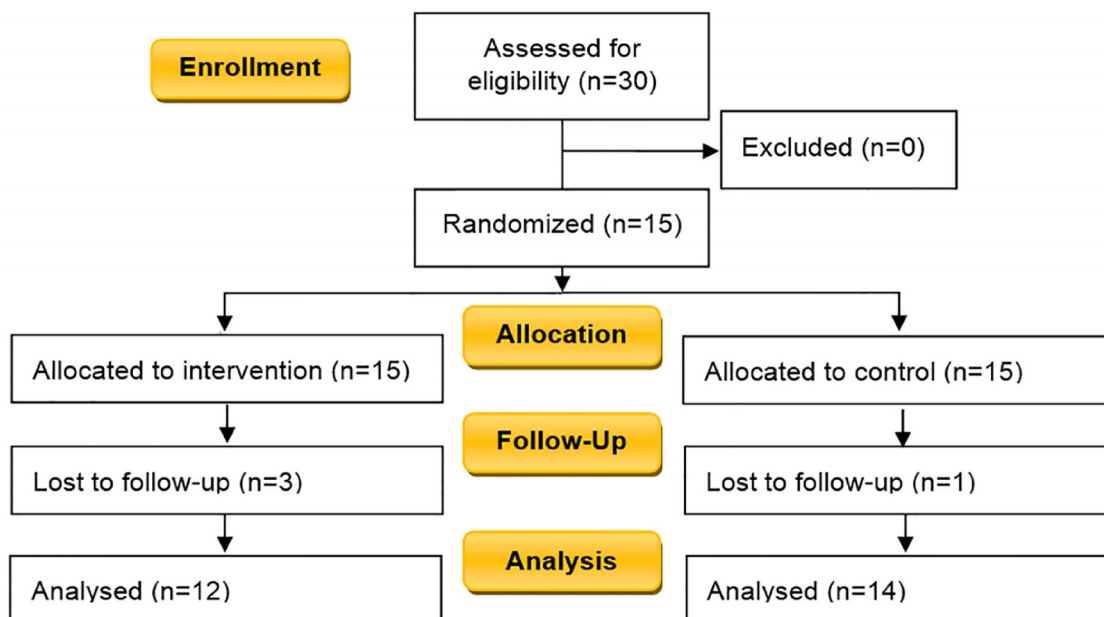 Enrollment
Assessed for
eligibility (n=30)
Excluded (n=0)
Randomized (n=15)
Allocation
Allocated to intervention (n=15)
Allocated to control (n=15)
Follow-Up
Lost to follow-up (n=3)
Lost to follow-up (n=1)
Analysis
Analysed (n=12)
Analysed (n=14)